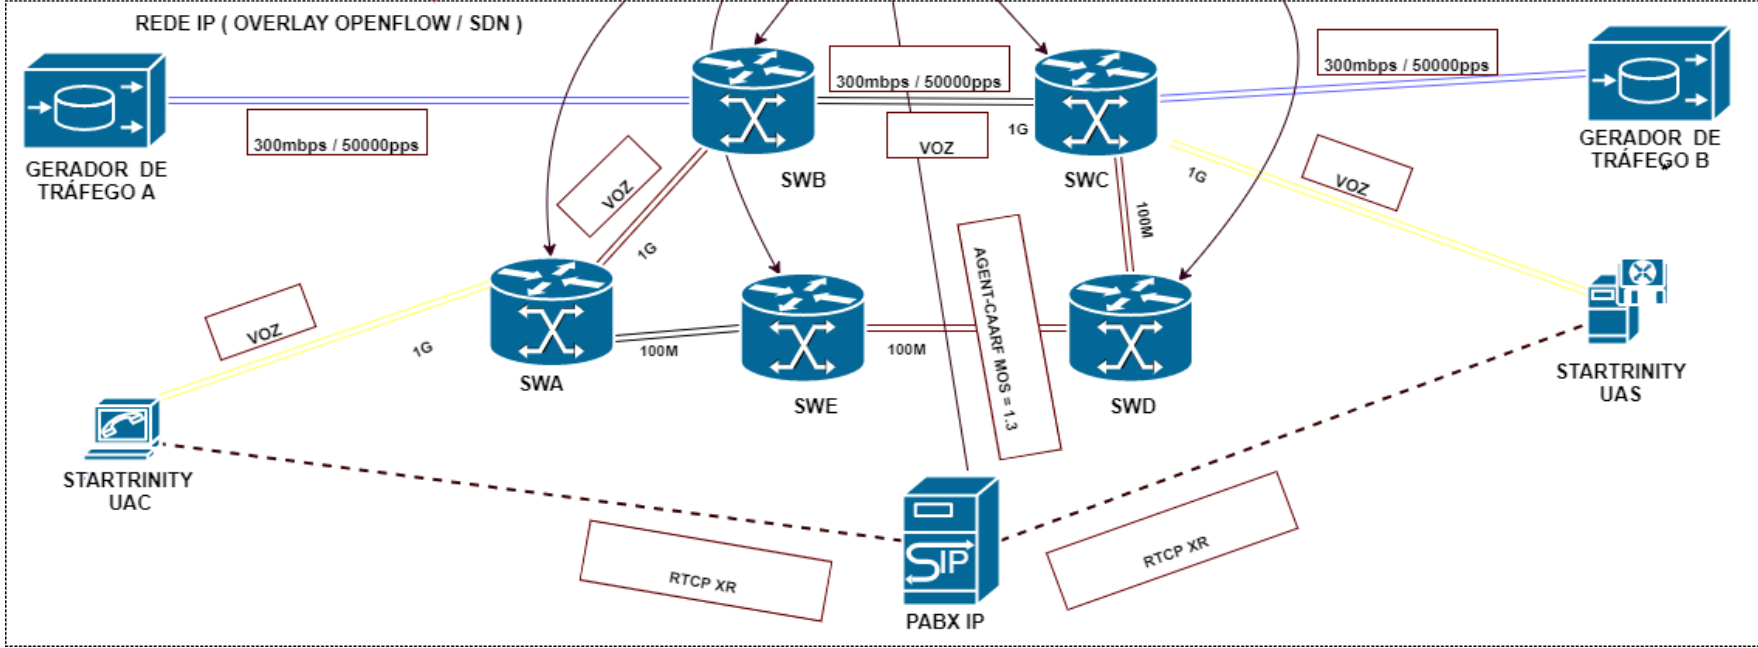 REDE IP ( OVERLAY OPENFLOW / SDN )
300mbps / 50000pps
300mbps / 50000pps
300mbps / 50000pps
GERADOR DE
TRÁFEGO A
SWB
1G
VOZ
SWC
GERADOR DE
TRÁFEGO B
VOZ
1G
1G
VOZ
100M
AGENT-CAARF MOS = 1.3
VOZ
1G
SWA
100M
SWE
100M
SWD
STARTRINITY
UAS
STARTRINITY
UAC
RTCP XR
RTCP XR
PABX IP
SIP